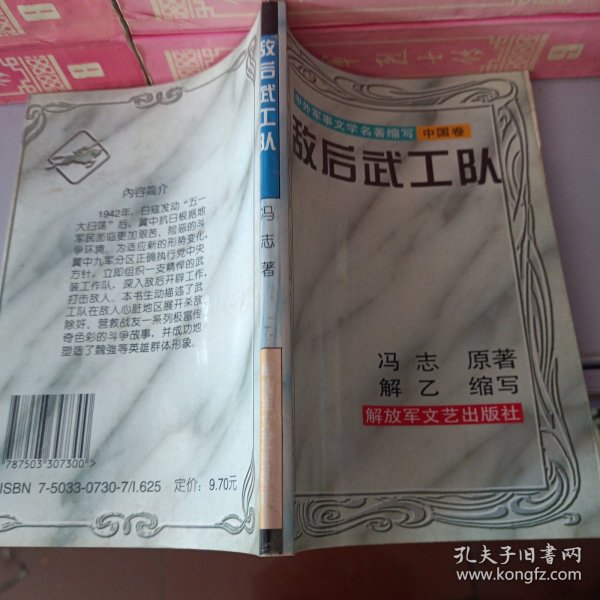 中外军事文学名著缩写 中国卷
敌后武工队
冯志 原著
解乙 缩写
解放军文艺出版社
敌后武工队
冯志著
内容简介
1942年，日寇发动“五一
大扫荡”后，冀中抗日根据地
军民面临更加艰苦、险恶的斗
争环境。为适应新的形势变化，
冀中九军分区正确执行党中央
方针，立即组织一支精悍的武
装工作队，深入敌后开辟工作，
打击敌人。本书生动描述了武
工队在敌人心脏地区展开杀敌、
除奸、营救战友一系列极富传
奇色彩的斗争故事，并成功地
塑造了魏强等英雄群体形象。
787503 307300 >
ISBN 7-5033-0730-7/I.625 定价：9.70元
孔夫子旧书网
www.kongfz.com